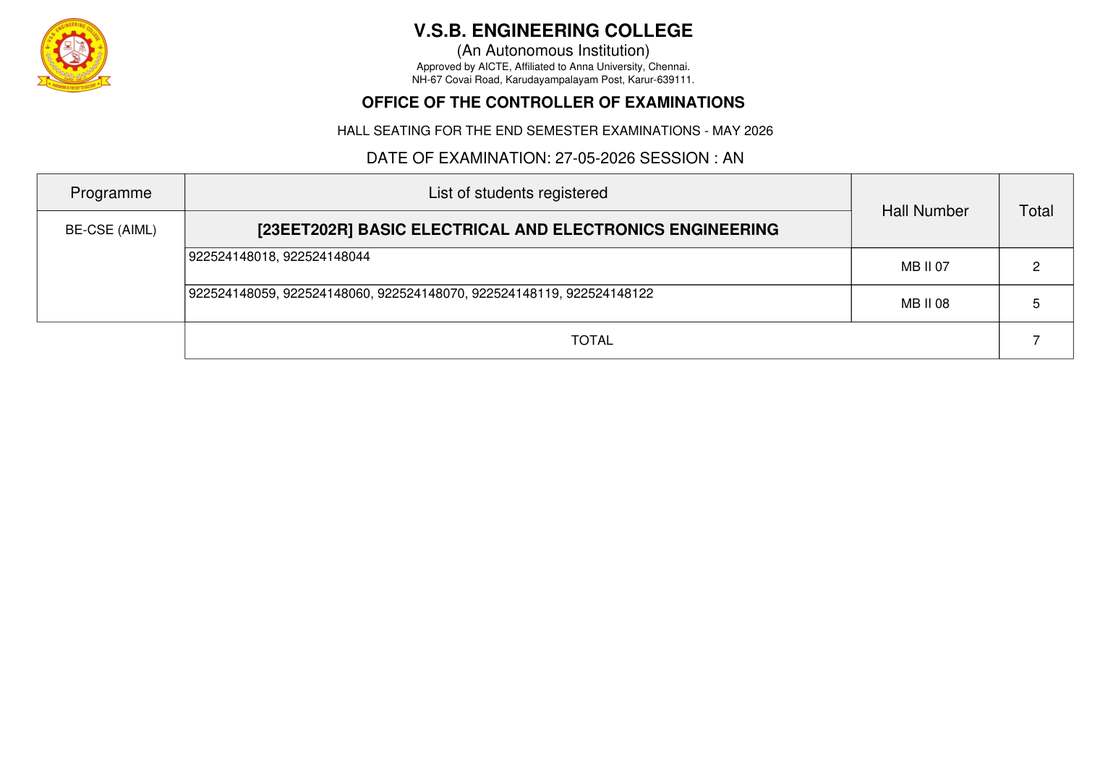 V.S.B. ENGINEERING COLLEGE
(An Autonomous Institution)
Approved by AICTE, Affiliated to Anna University, Chennai.
NH-67 Covai Road, Karudayampalayam Post, Karur-639111.
OFFICE OF THE CONTROLLER OF EXAMINATIONS
HALL SEATING FOR THE END SEMESTER EXAMINATIONS - MAY 2026
DATE OF EXAMINATION: 27-05-2026 SESSION : AN
Programme List of students registered Hall Number Total
BE-CSE (AIML) [23EET202R] BASIC ELECTRICAL AND ELECTRONICS ENGINEERING
922524148018, 922524148044 MB II 07 2
922524148059, 922524148060, 922524148070, 922524148119, 922524148122 MB II 08 5
TOTAL 7